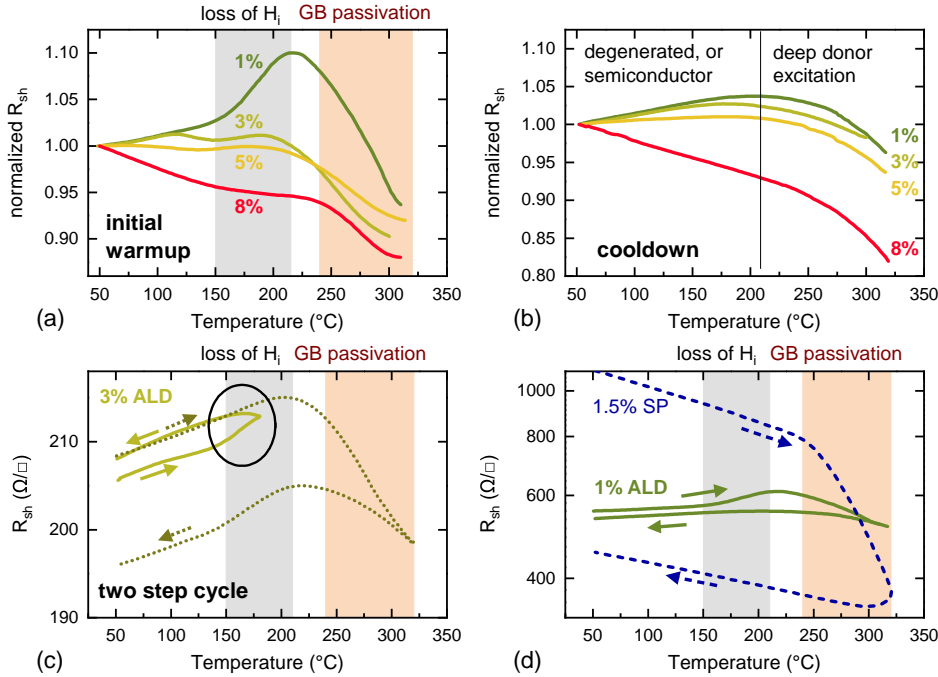 loss of Hi GB passivation
1.10
1.05
1.00
0.95
0.90
normalized Rsh
1%
3%
5%
8%
initial
warmup
50 100 150 200 250 300 350
(a)
Temperature (°C)
degenerated, or
semiconductor
deep donor
excitation
1.10
1.05
1.00
0.95
0.90
0.85
0.80
normalized Rsh
1%
3%
5%
8%
cooldown
50 100 150 200 250 300 350
(b)
Temperature (°C)
loss of Hi GB passivation
3% ALD
210
200
190
Rsh (Ω/□)
two step cycle
50 100 150 200 250 300 350
(c)
Temperature (°C)
loss of Hi GB passivation
1000
800
600
400
Rsh (Ω/□)
1.5% SP
1% ALD
50 100 150 200 250 300 350
(d)
Temperature (°C)